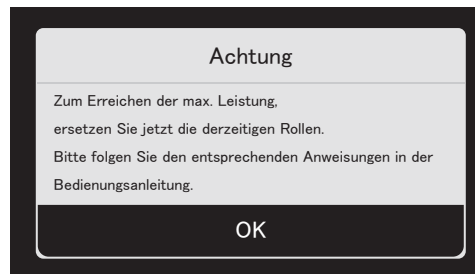 Achtung
Zum Erreichen der max. Leistung,
ersetzen Sie jetzt die derzeitigen Rollen.
Bitte folgen Sie den entsprechenden Anweisungen in der
Bedienungsanleitung.
OK